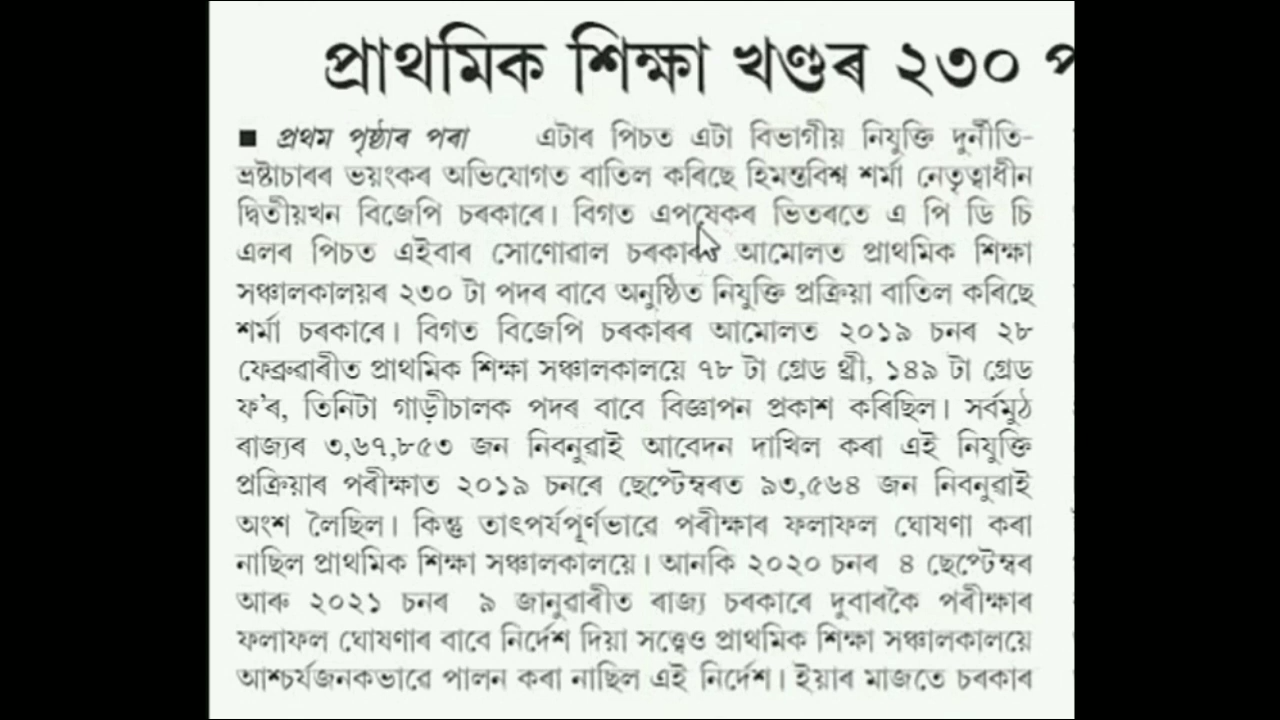 প্ৰাথমিক শিক্ষা খণ্ডৰ ২৩০
■ প্ৰথম পৃষ্ঠাৰ পৰা এটাৰ পিচত এটা বিভাগীয় নিযুক্তি দুৰ্নীতি-
ভ্ৰষ্টাচাৰৰ ভয়ংকৰ অভিযোগত বাতিল কৰিছে হিমন্তবিশ্ব শৰ্মা নেতৃত্বাধীন
দ্বিতীয়খন বিজেপি চৰকাৰে। বিগত এপষেকৰ ভিতৰতে এ পি ডি চি
এলৰ পিচত এইবাৰ সোণোৱাল চৰকাৰৰ আমোলত প্ৰাথমিক শিক্ষা
সঞ্চালকালয়ৰ ২৩০ টা পদৰ বাবে অনুষ্ঠিত নিযুক্তি প্ৰক্ৰিয়া বাতিল কৰিছে
শৰ্মা চৰকাৰে। বিগত বিজেপি চৰকাৰৰ আমোলত ২০১৯ চনৰ ২৮
ফেব্ৰুৱাৰীত প্ৰাথমিক শিক্ষা সঞ্চালকালয়ে ৭৮ টা গ্ৰেড থ্ৰী, ১৪৯ টা গ্ৰেড
ফ'ৰ, তিনিটা গাড়ীচালক পদৰ বাবে বিজ্ঞাপন প্ৰকাশ কৰিছিল। সৰ্বমুঠ
ৰাজ্যৰ ৩,৬৭,৮৫৩ জন নিবনুৱাই আবেদন দাখিল কৰা এই নিযুক্তি
প্ৰক্ৰিয়াৰ পৰীক্ষাত ২০১৯ চনৰে ছেপ্টেম্বৰত ৯৩,৫৬৪ জন নিবনুৱাই
অংশ লৈছিল। কিন্তু তাৎপৰ্যপূৰ্ণভাৱে পৰীক্ষাৰ ফলাফল ঘোষণা কৰা
নাছিল প্ৰাথমিক শিক্ষা সঞ্চালকালয়ে। আনকি ২০২০ চনৰ ৪ ছেপ্টেম্বৰ
আৰু ২০২১ চনৰ ৯ জানুৱাৰীত ৰাজ্য চৰকাৰে দুবাৰকৈ পৰীক্ষাৰ
ফলাফল ঘোষণাৰ বাবে নিৰ্দেশ দিয়া সত্ত্বেও প্ৰাথমিক শিক্ষা সঞ্চালকালয়ে
আশ্চৰ্যজনকভাৱে পালন কৰা নাছিল এই নিৰ্দেশ। ইয়াৰ মাজতে চৰকাৰ